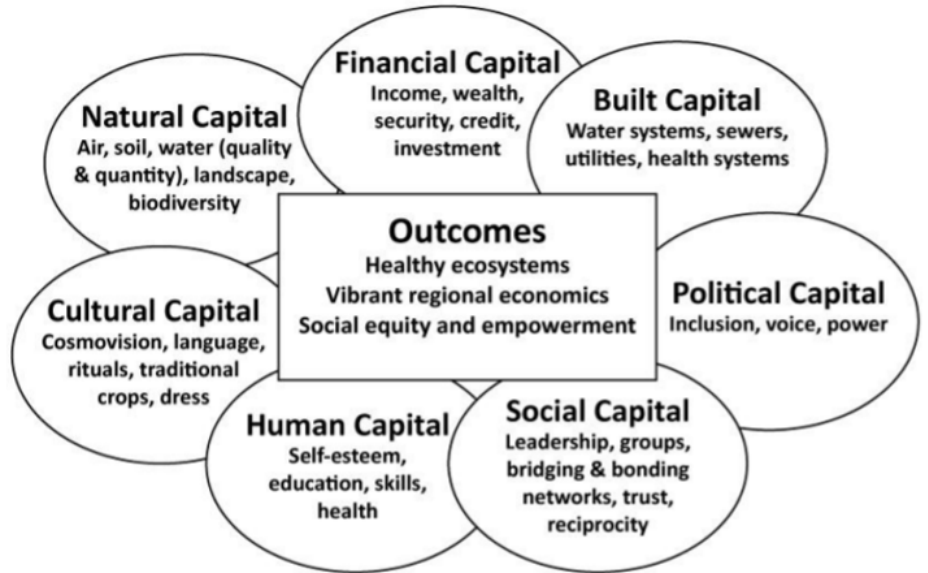 Financial Capital
Income, wealth,
security, credit,
investment
Natural Capital
Air, soil, water (quality
& quantity), landscape,
biodiversity
Built Capital
Water systems, sewers,
utilities, health systems
Outcomes
Healthy ecosystems
Vibrant regional economics
Social equity and empowerment
Cultural Capital
Cosmovision, language,
rituals, traditional
crops, dress
Political Capital
Inclusion, voice, power
Human Capital
Self-esteem,
education, skills,
health
Social Capital
Leadership, groups,
bridging & bonding
networks, trust,
reciprocity